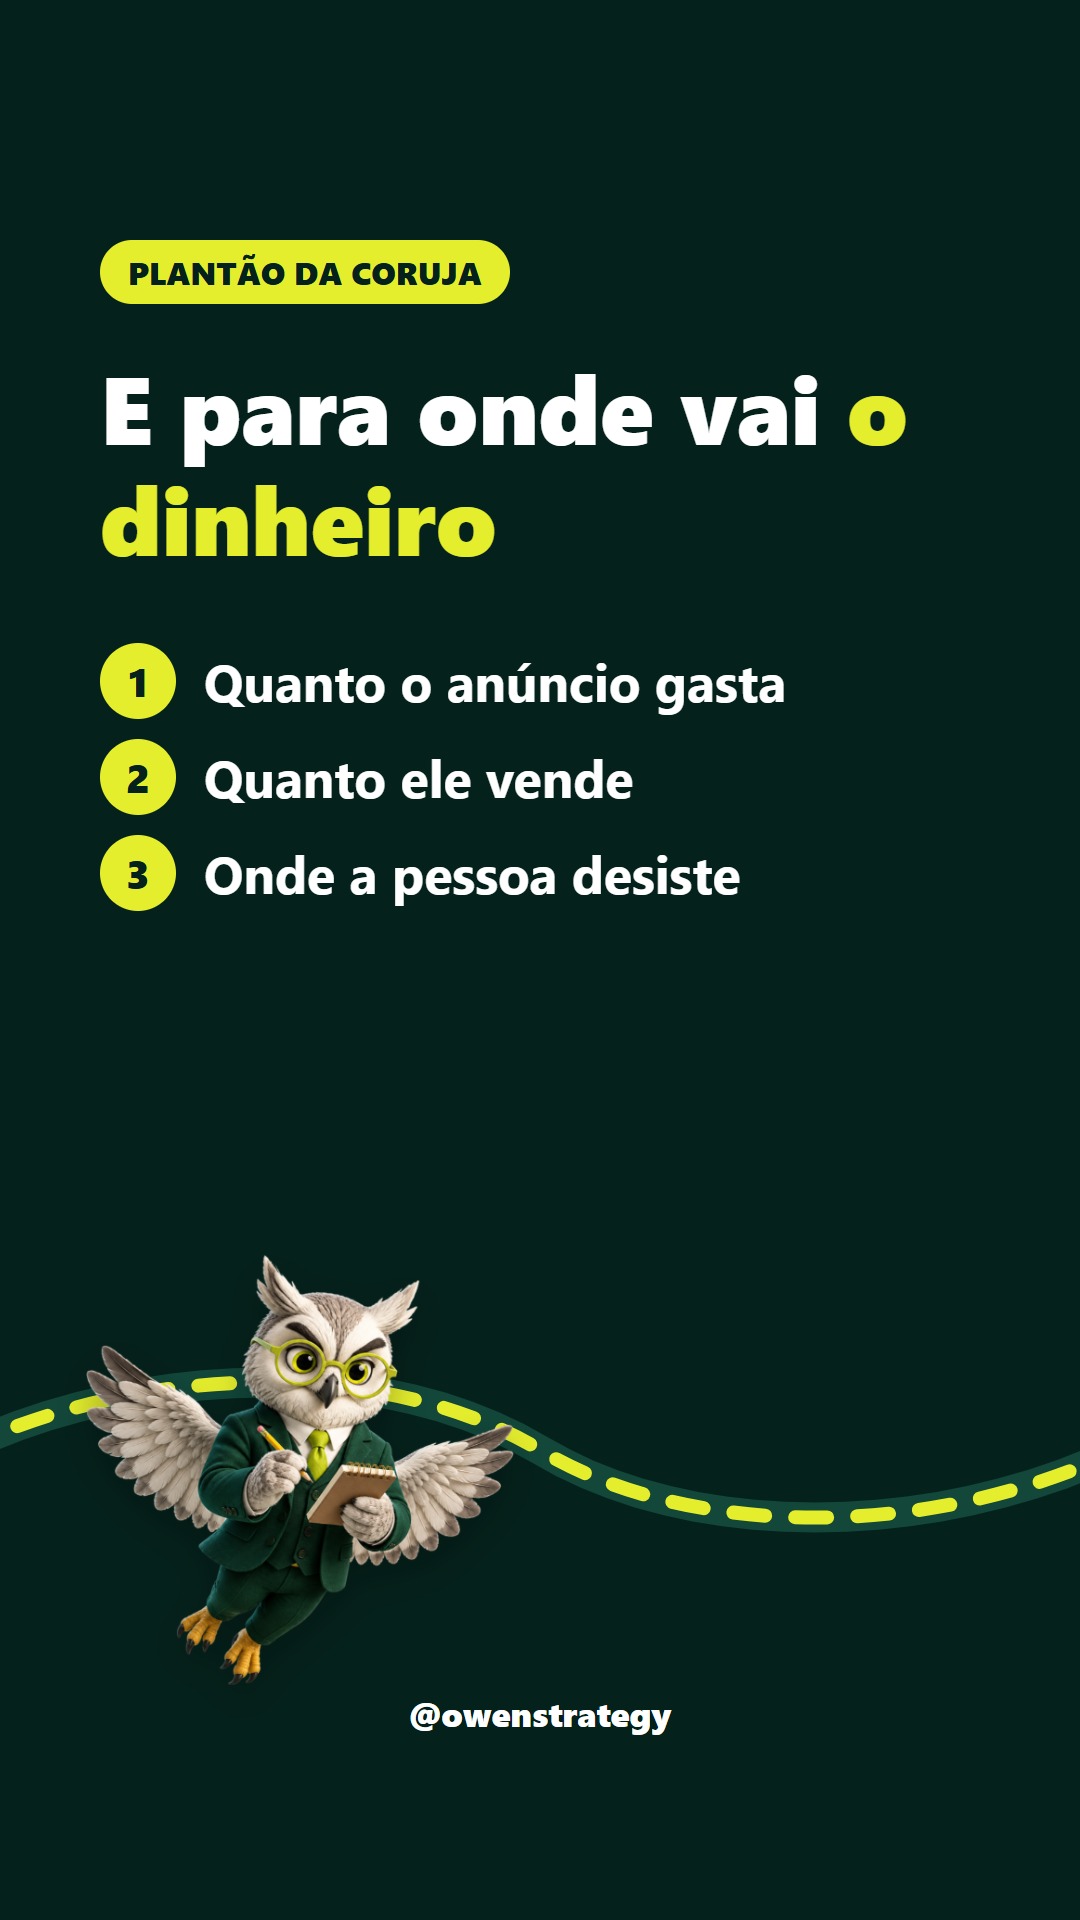 PLANTÃO DA CORUJA
E para onde vai o
dinheiro
1 Quanto o anúncio gasta
2 Quanto ele vende
3 Onde a pessoa desiste
@owenstrategy